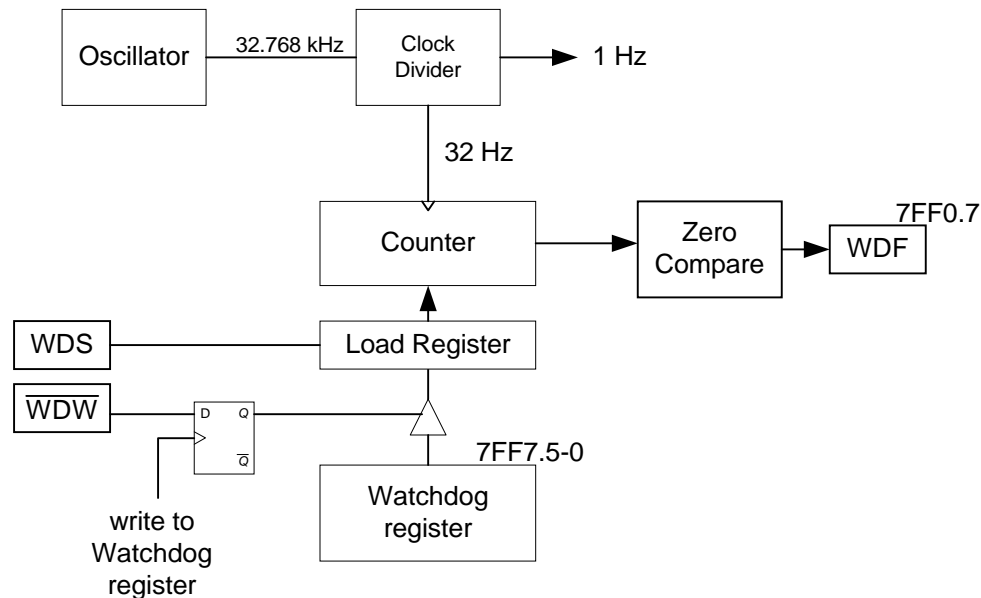 Oscillator
32.768 kHz
Clock
Divider
1 Hz
32 Hz
Counter
Zero
Compare
7FF0.7
WDF
WDS
Load Register
WDW
D
Q
Q
7FF7.5-0
Watchdog
register
write to
Watchdog
register